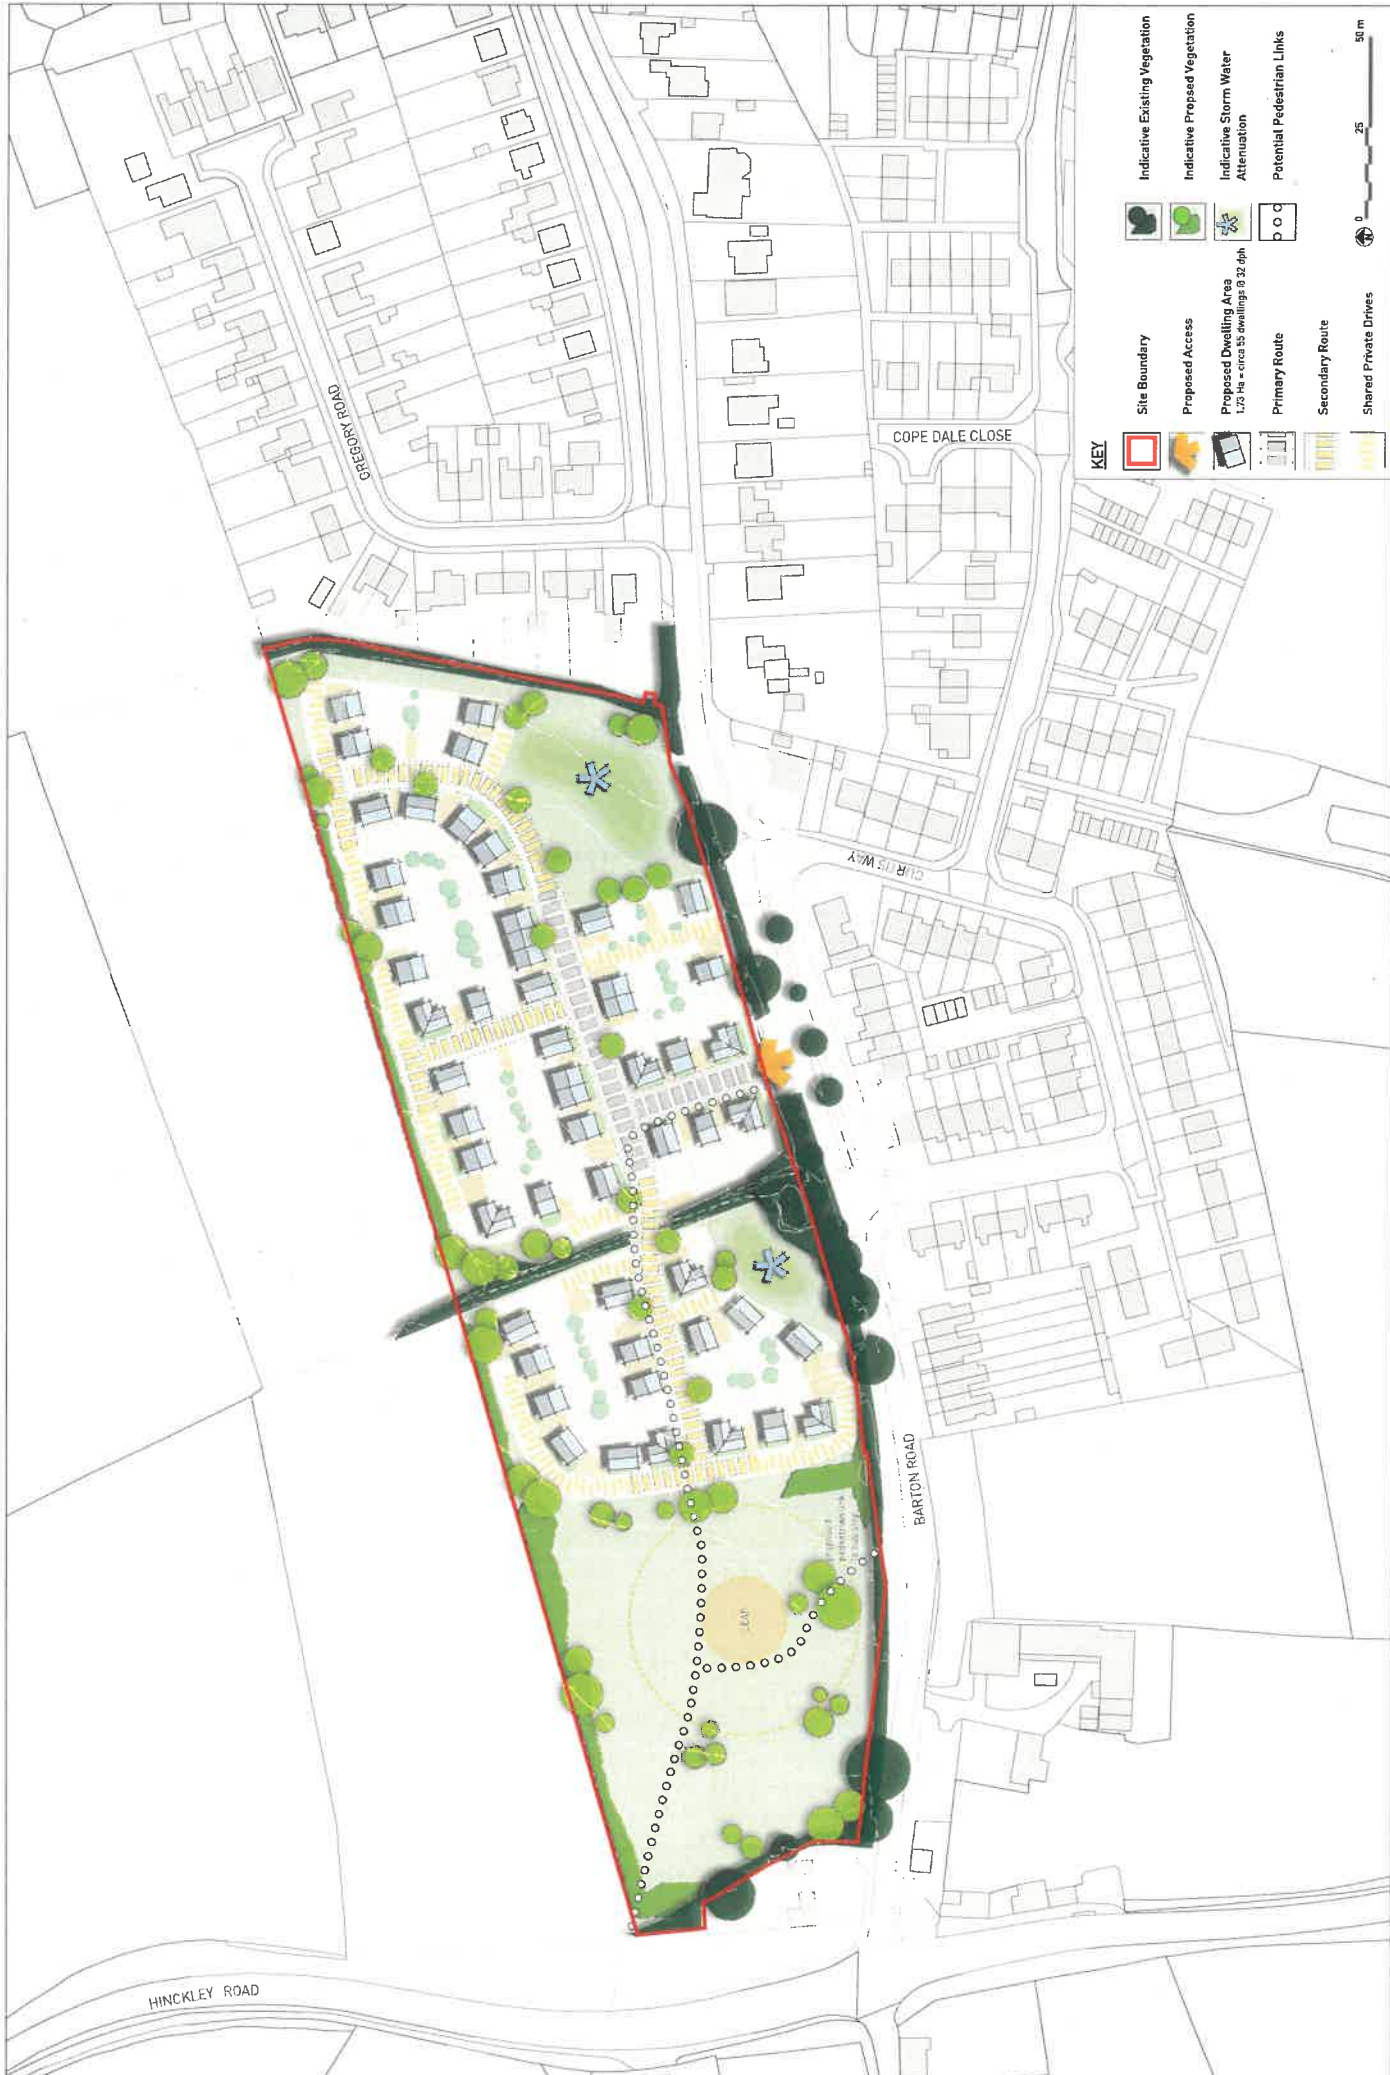 HINCKLEY ROAD
GREGORY ROAD
COPE DALE CLOSE
CURTIS WAY
BARTON ROAD
LEAP
KEY
Site Boundary
Proposed Access
Proposed Dwelling Area
1.73 Ha = circa 55 dwellings @ 32 dph
Primary Route
Secondary Route
Shared Private Drives
Indicative Existing Vegetation
Indicative Propsed Vegetation
Indicative Storm Water
Attenuation
Potential Pedestrian Links
0 25 50 m
N